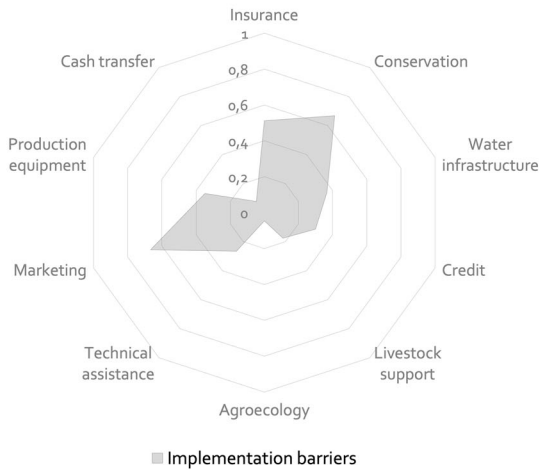 Insurance
1
Cash transfer
Conservation
0,8
0,6
Production
equipment
Water
infrastructure
0,4
0,2
0
Marketing
Credit
Technical
assistance
Livestock
support
Agroecology
Implementation barriers